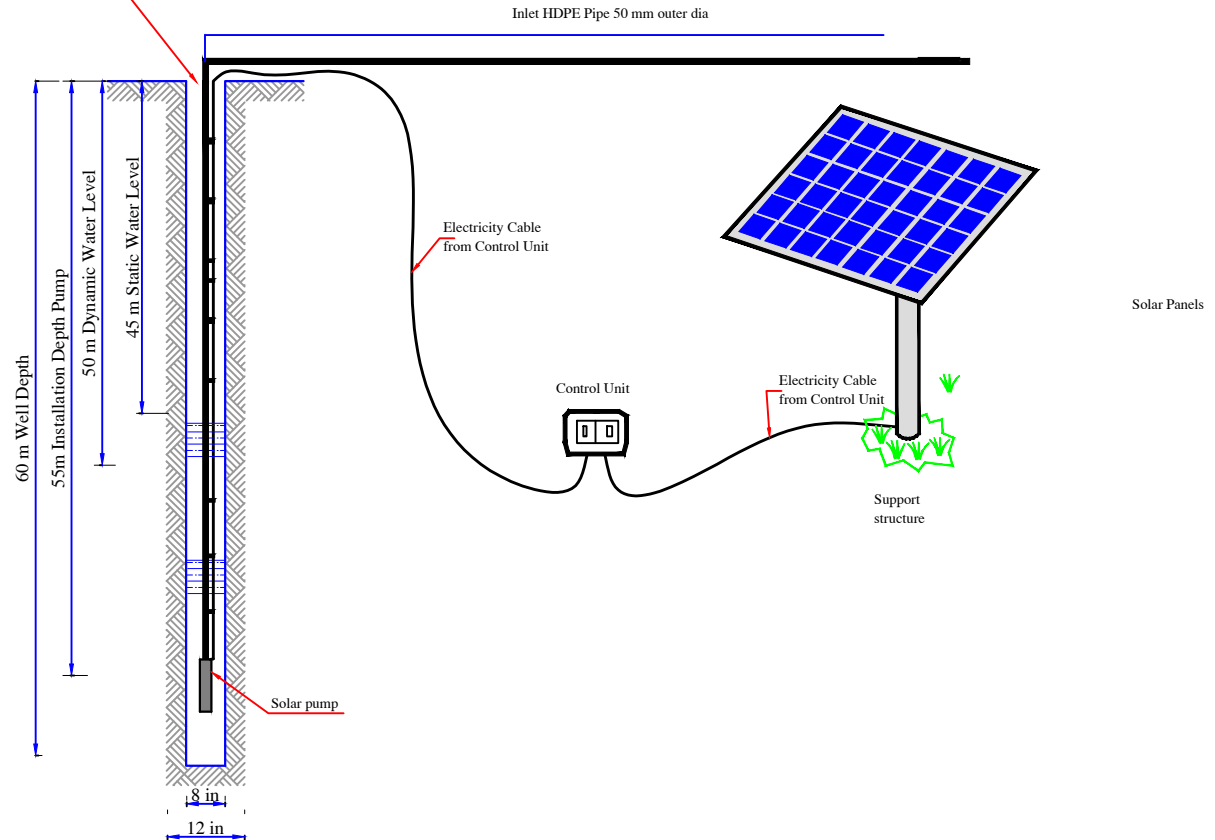 Inlet HDPE Pipe 50 mm outer dia
60 m Well Depth
55m Installation Depth Pump
50 m Dynamic Water Level
45 m Static Water Level
Electricity Cable
from Control Unit
Solar Panels
Control Unit
Electricity Cable
from Control Unit
Support
structure
Solar pump
8 in
12 in